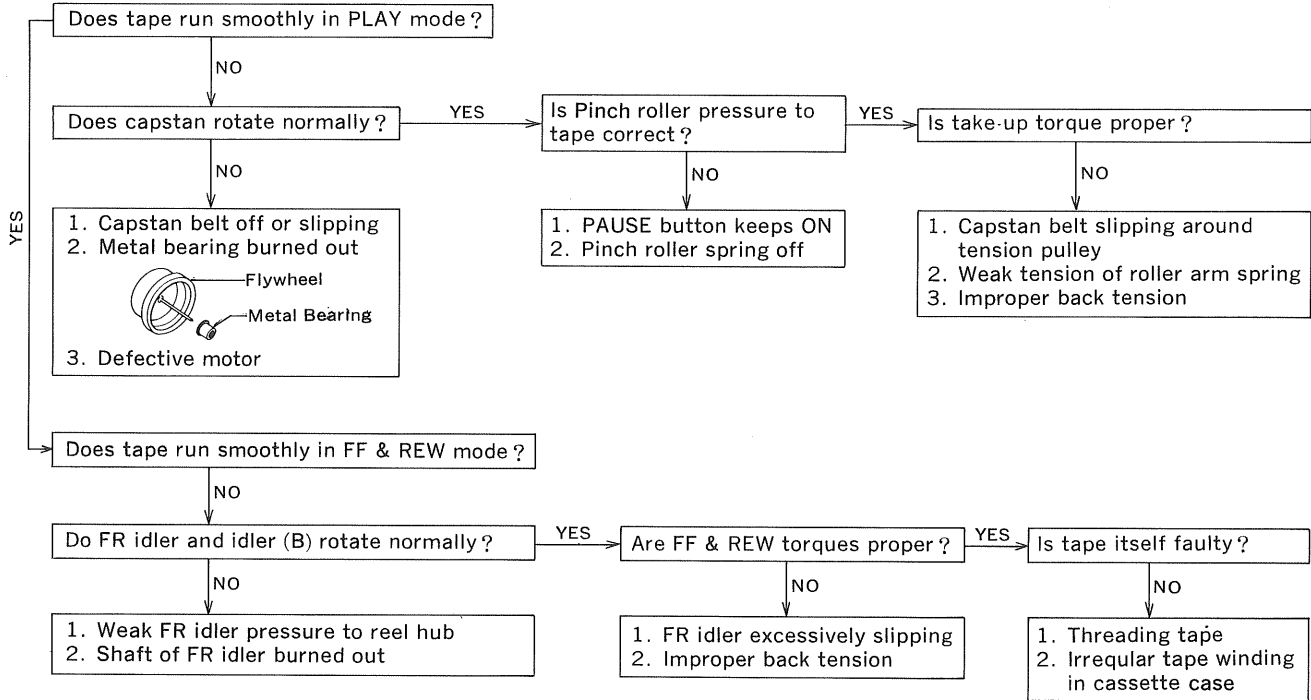 Does tape run smoothly in PLAY mode ?
NO
Does capstan rotate normally ?
YES
Is Pinch roller pressure to
tape correct ?
YES
Is take-up torque proper ?
NO
NO
NO
YES
1. Capstan belt off or slipping
2. Metal bearing burned out
Flywheel
Metal Bearing
3. Defective motor
1. PAUSE button keeps ON
2. Pinch roller spring off
1. Capstan belt slipping around
tension pulley
2. Weak tension of roller arm spring
3. Improper back tension
Does tape run smoothly in FF & REW mode ?
NO
Do FR idler and idler (B) rotate normally ?
YES
Are FF & REW torques proper ?
YES
Is tape itself faulty ?
NO
NO
NO
1. Weak FR idler pressure to reel hub
2. Shaft of FR idler burned out
1. FR idler excessively slipping
2. Improper back tension
1. Threading tape
2. Irreqular tape winding
in cassette case